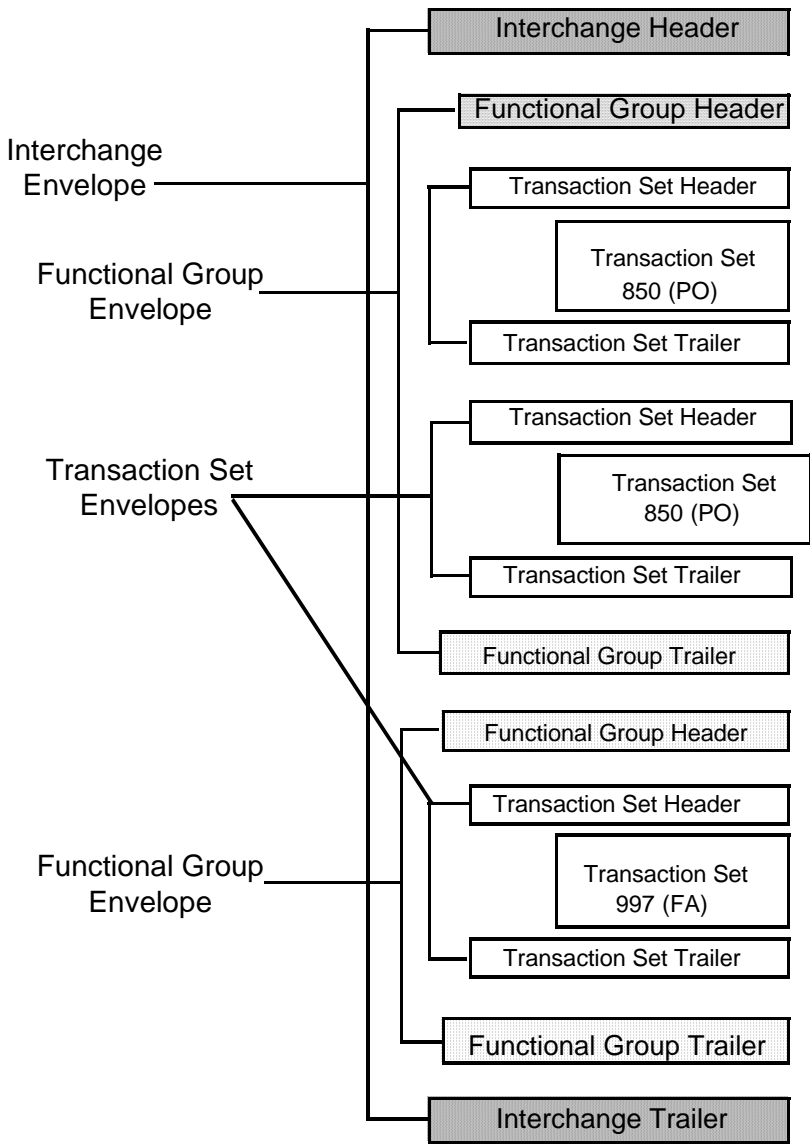 Interchange Header
Functional Group Header
Interchange
Envelope
Transaction Set Header
Transaction Set
850 (PO)
Functional Group
Envelope
Transaction Set Trailer
Transaction Set Header
Transaction Set
Envelopes
Transaction Set
850 (PO)
Transaction Set Trailer
Functional Group Trailer
Functional Group Header
Transaction Set Header
Functional Group
Envelope
Transaction Set
997 (FA)
Transaction Set Trailer
Functional Group Trailer
Interchange Trailer